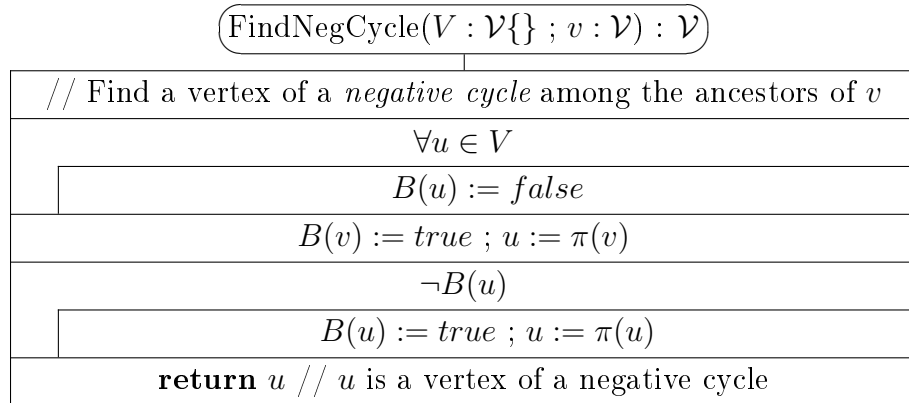 FindNegCycle(V : 𝒱{} ; v : 𝒱) : 𝒱
// Find a vertex of a negative cycle among the ancestors of v
∀u ∈ V
B(u) := false
B(v) := true ; u := π(v)
¬B(u)
B(u) := true ; u := π(u)
return u // u is a vertex of a negative cycle